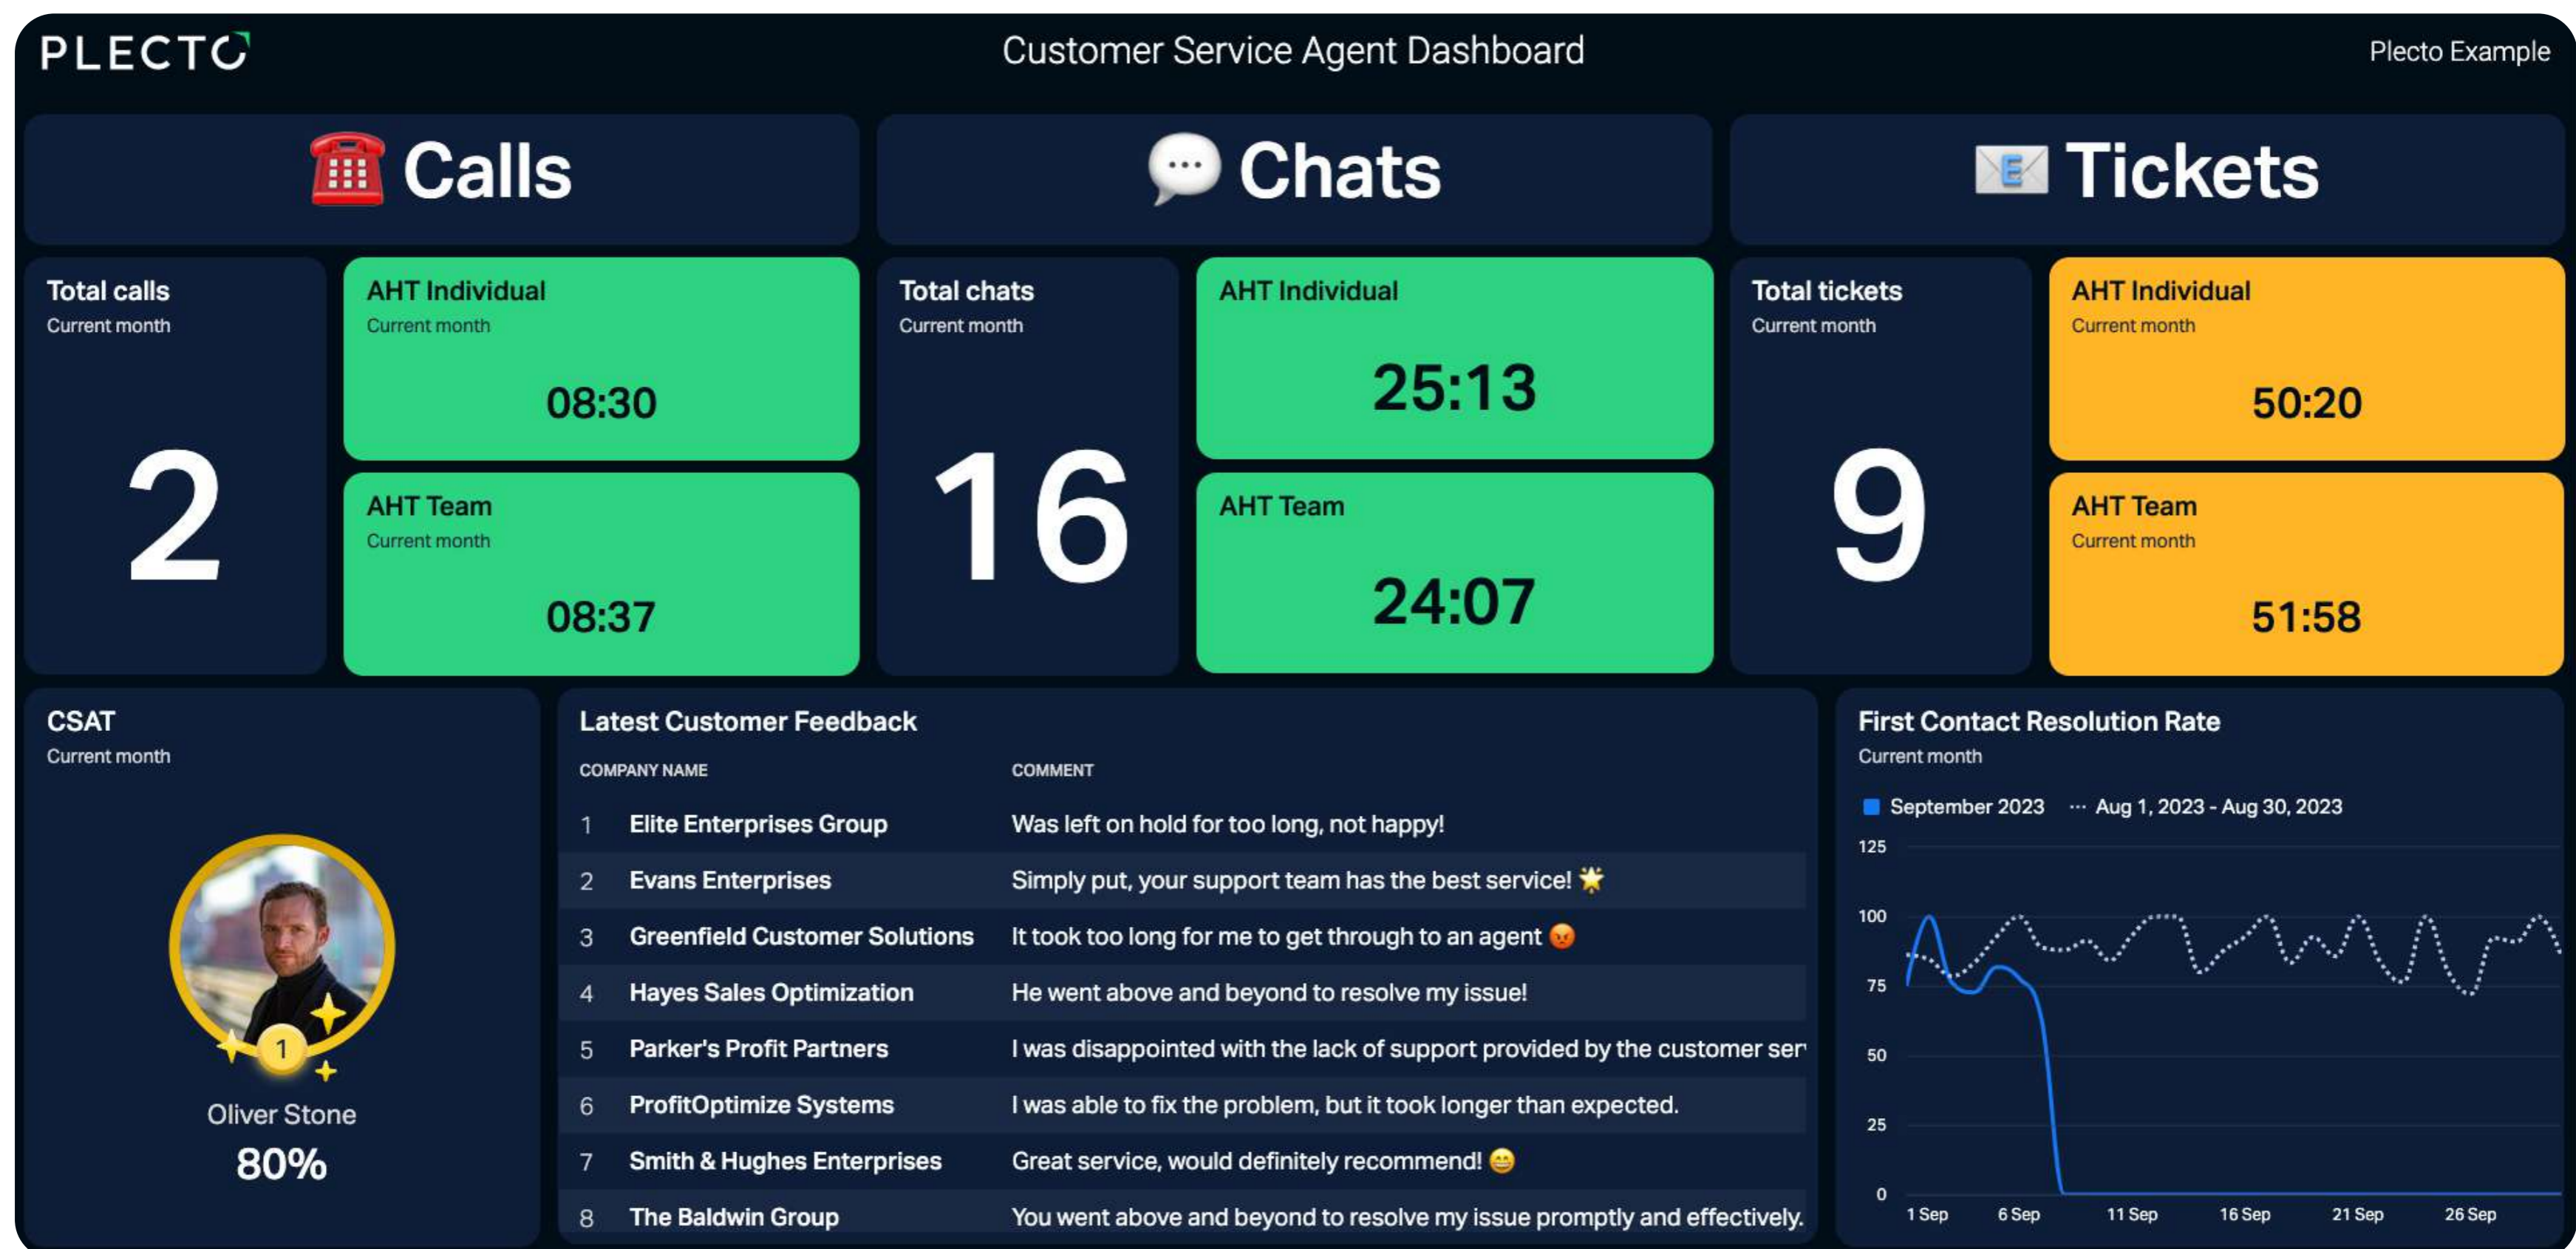 PLECTO
Customer Service Agent Dashboard
Plecto Example
Calls
Chats
Tickets
Total calls
Current month
2
AHT Individual
Current month
08:30
AHT Team
Current month
08:37
Total chats
Current month
16
AHT Individual
25:13
AHT Team
24:07
Total tickets
Current month
9
AHT Individual
Current month
50:20
AHT Team
Current month
51:58
CSAT
Current month
1
Oliver Stone
80%
Latest Customer Feedback
COMPANY NAME COMMENT
1 Elite Enterprises Group Was left on hold for too long, not happy!
2 Evans Enterprises Simply put, your support team has the best service! 🌟
3 Greenfield Customer Solutions It took too long for me to get through to an agent 😡
4 Hayes Sales Optimization He went above and beyond to resolve my issue!
5 Parker's Profit Partners I was disappointed with the lack of support provided by the customer ser
6 ProfitOptimize Systems I was able to fix the problem, but it took longer than expected.
7 Smith & Hughes Enterprises Great service, would definitely recommend! 😄
8 The Baldwin Group You went above and beyond to resolve my issue promptly and effectively.
First Contact Resolution Rate
Current month
September 2023 Aug 1, 2023 - Aug 30, 2023
125
100
75
50
25
0
1 Sep 6 Sep 11 Sep 16 Sep 21 Sep 26 Sep